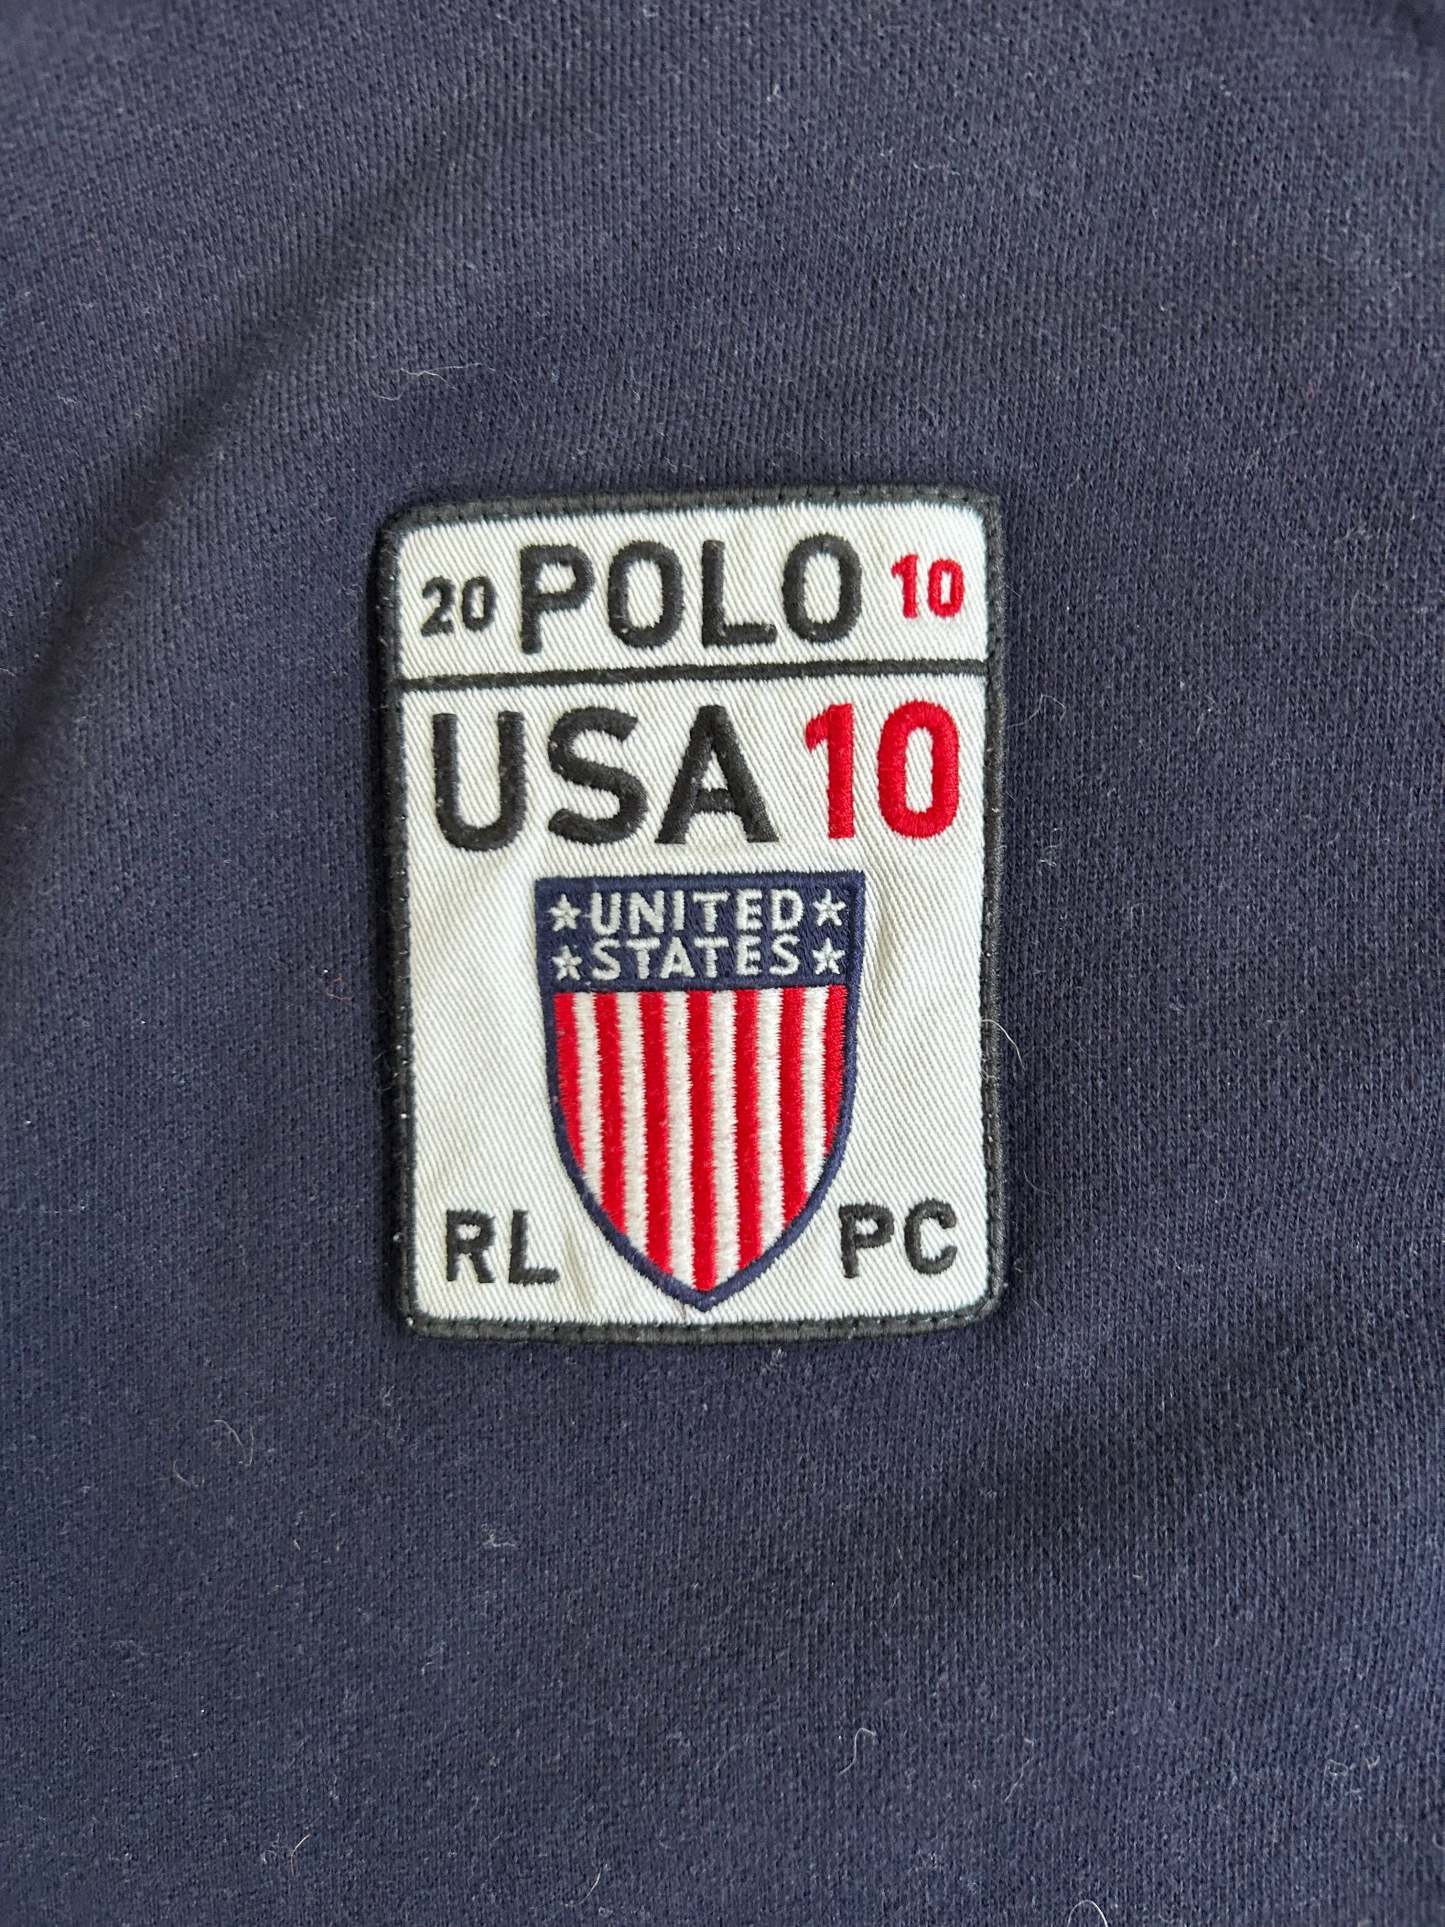 20 POLO 10
USA 10
UNITED
STATES
RL PC